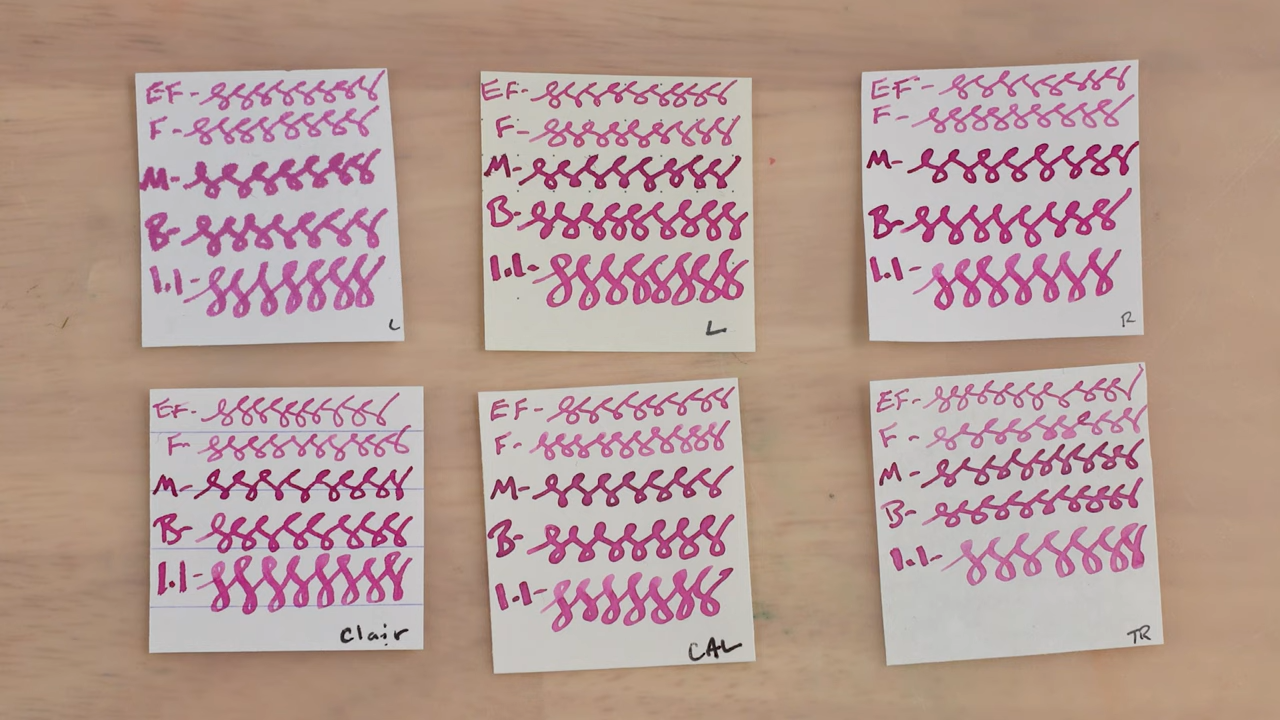 EF-
F-
M-
B-
1.1-
L
EF-
F-
M-
B-
1.1-
L
EF-
F-
M-
B-
1.1-
R
EF-
F-
M-
B-
1.1-
Clair
EF-
F-
M-
B-
1.1-
CAL
EF-
F-
M-
B-
1.1-
TR